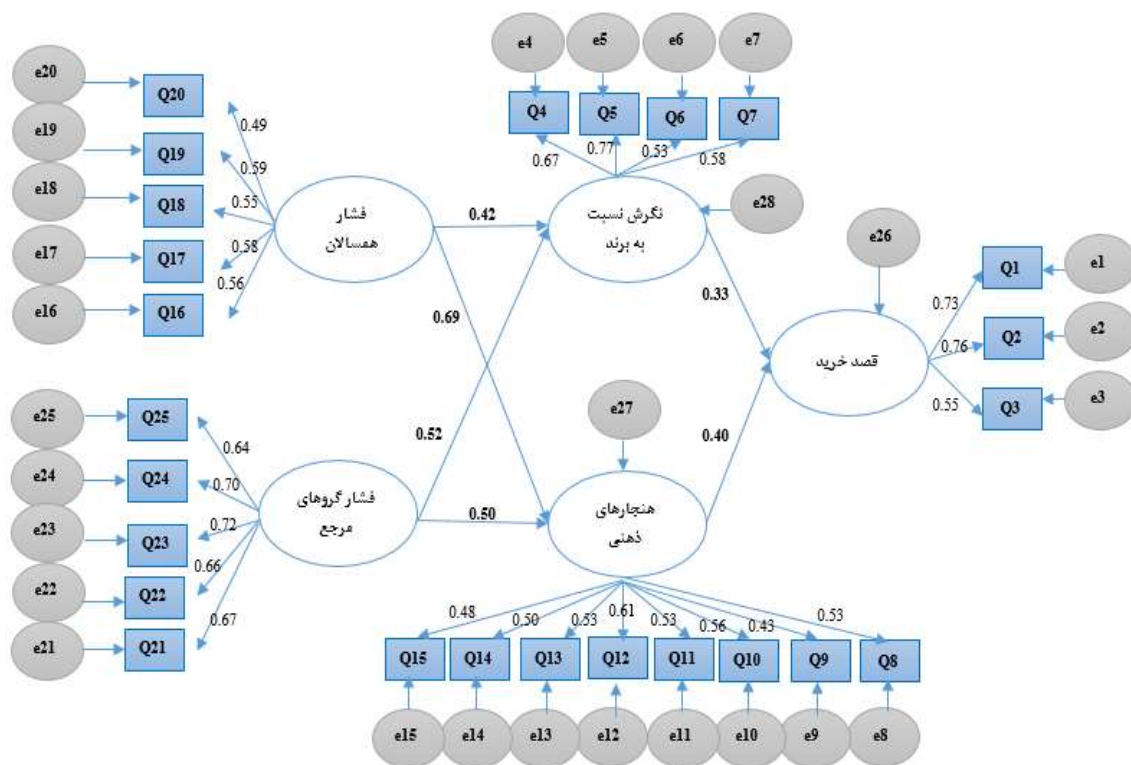 e4 e5 e6 e7
Q4 Q5 Q6 Q7
0.67 0.77 0.53 0.58
e20 Q20 0.49
e19 Q19 0.59
e18 Q18 0.55
e17 Q17 0.58
e16 Q16 0.56
فشار
همسالان
0.42
0.69
نگرش نسبت
به برند
e28
0.33
e26
قصد خرید
0.73 Q1 e1
0.76 Q2 e2
0.55 Q3 e3
e25 Q25 0.64
e24 Q24 0.70
e23 Q23 0.72
e22 Q22 0.66
e21 Q21 0.67
فشار گروهای
مرجع
0.52
0.50
e27
هنجارهای
ذهنی
0.40
0.48 0.50 0.53 0.61 0.53 0.56 0.43 0.53
Q15 Q14 Q13 Q12 Q11 Q10 Q9 Q8
e15 e14 e13 e12 e11 e10 e9 e8